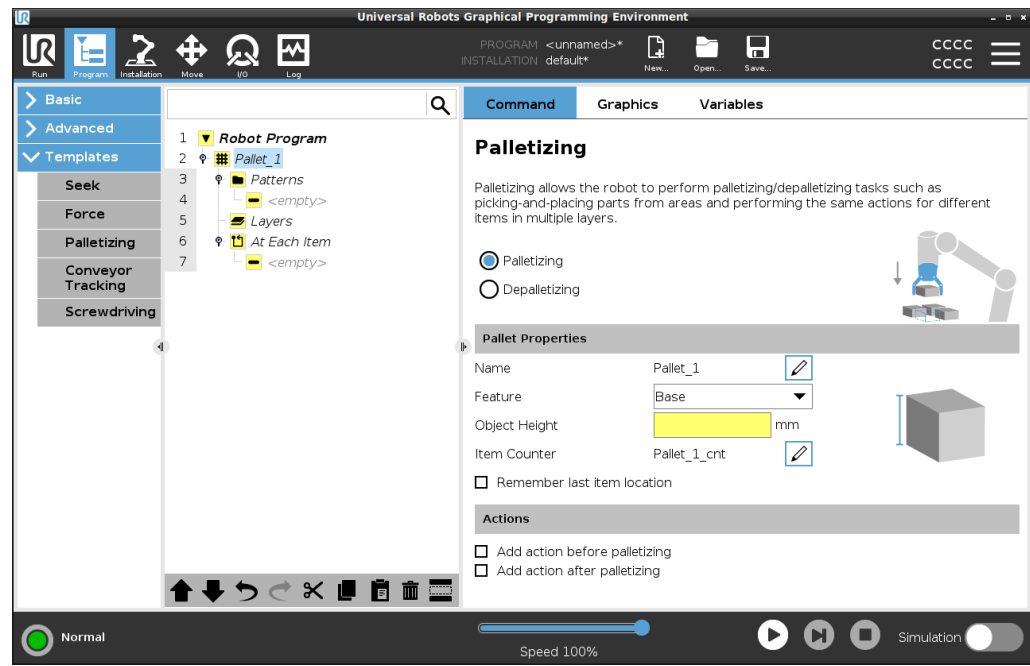 Universal Robots Graphical Programming Environment
UR
Run
Program
Installation
Move
I/O
Log
PROGRAM <unnamed>*
INSTALLATION default*
New...
Open...
Save...
CCCC
CCCC
Basic
Advanced
Templates
Seek
Force
Palletizing
Conveyor
Tracking
Screwdriving
1 Robot Program
2 Pallet_1
3 Patterns
4 <empty>
5 Layers
6 At Each Item
7 <empty>
Command Graphics Variables
Palletizing
Palletizing allows the robot to perform palletizing/depalletizing tasks such as
picking-and-placing parts from areas and performing the same actions for different
items in multiple layers.
Palletizing
Depalletizing
Pallet Properties
Name Pallet_1
Feature Base
Object Height mm
Item Counter Pallet_1_cnt
Remember last item location
Actions
Add action before palletizing
Add action after palletizing
Normal
Speed 100%
Simulation